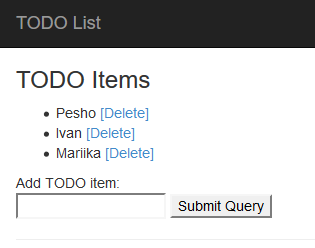 TODO List
TODO Items
Pesho [Delete]
Ivan [Delete]
Mariika [Delete]
Add TODO item:
Submit Query